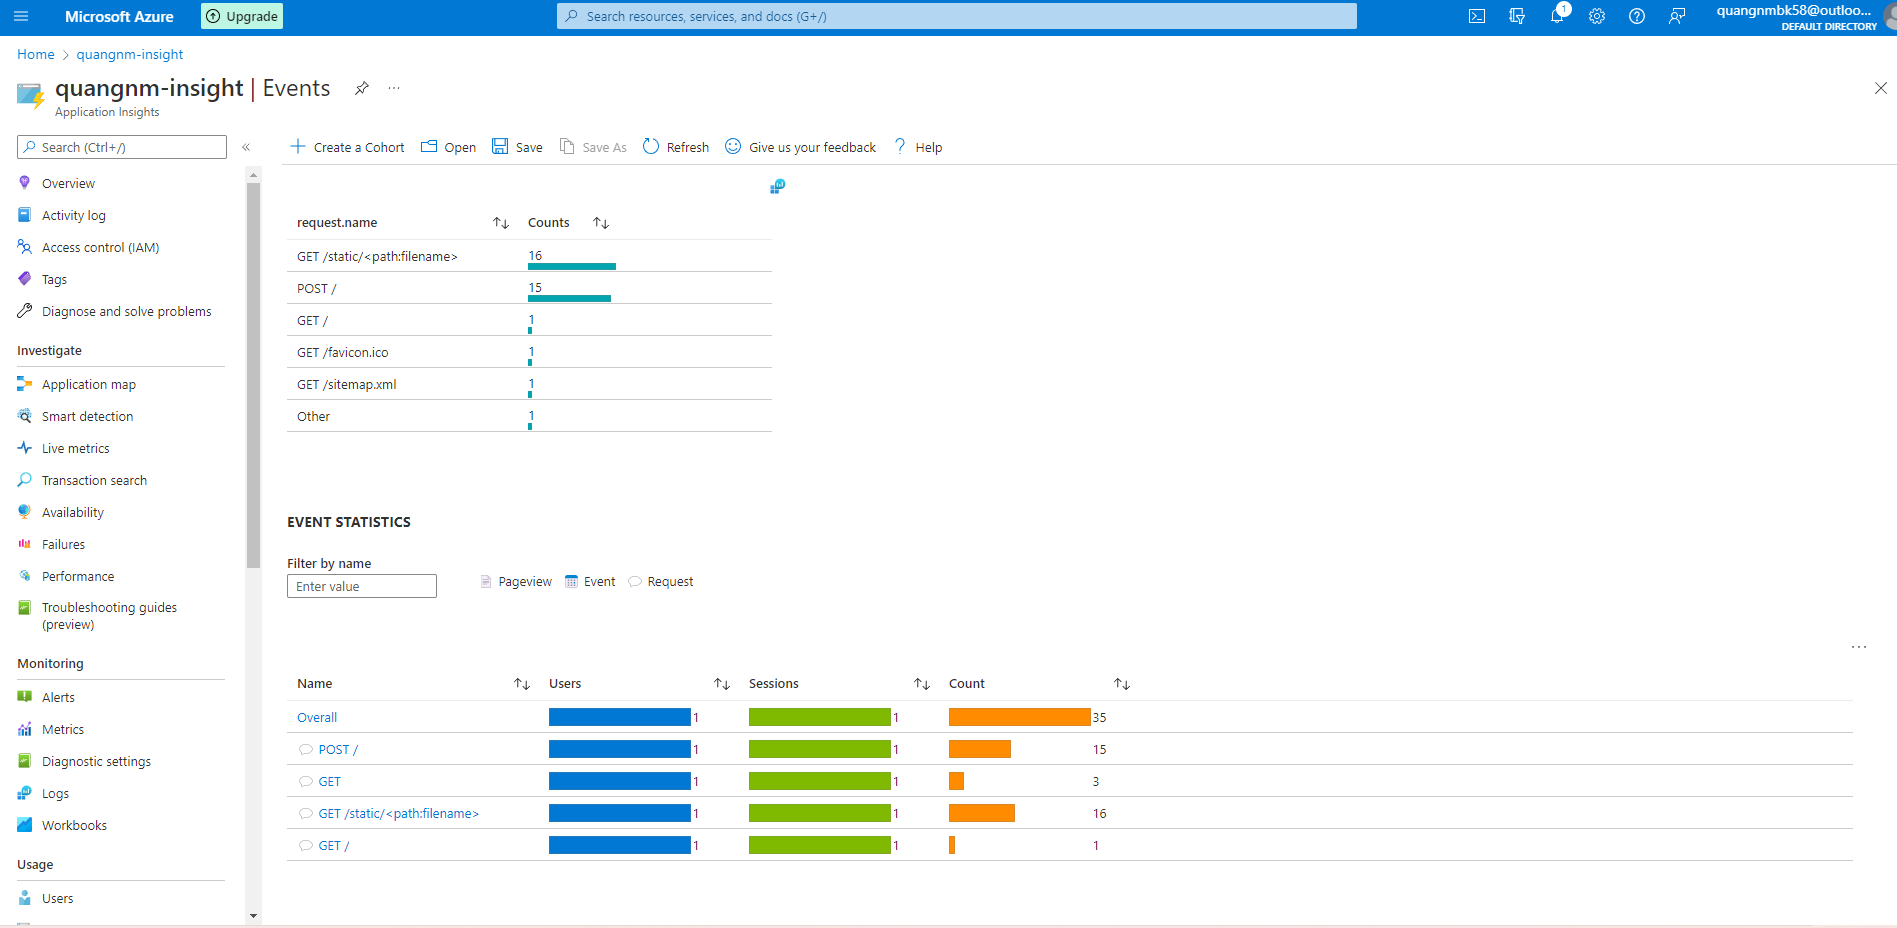 Microsoft Azure
Upgrade
Search resources, services, and docs (G+/)
1
quangnmbk58@outloo...
DEFAULT DIRECTORY
Home > quangnm-insight
quangnm-insight | Events
...
Application Insights
Search (Ctrl+/)
«
Create a Cohort
Open
Save
Save As
Refresh
Give us your feedback
? Help
Overview
Activity log
Access control (IAM)
Tags
Diagnose and solve problems
Investigate
Application map
Smart detection
Live metrics
Transaction search
Availability
Failures
Performance
Troubleshooting guides
(preview)
Monitoring
Alerts
Metrics
Diagnostic settings
Logs
Workbooks
Usage
Users
request.name ↑↓ Counts ↑↓
GET /static/<path:filename> 16
POST / 15
GET / 1
GET /favicon.ico 1
GET /sitemap.xml 1
Other 1
EVENT STATISTICS
Filter by name
Enter value
Pageview
Event
Request
...
Name ↑↓ Users ↑↓ Sessions ↑↓ Count ↑↓
Overall 1 1 35
POST / 1 1 15
GET 1 1 3
GET /static/<path:filename> 1 1 16
GET / 1 1 1